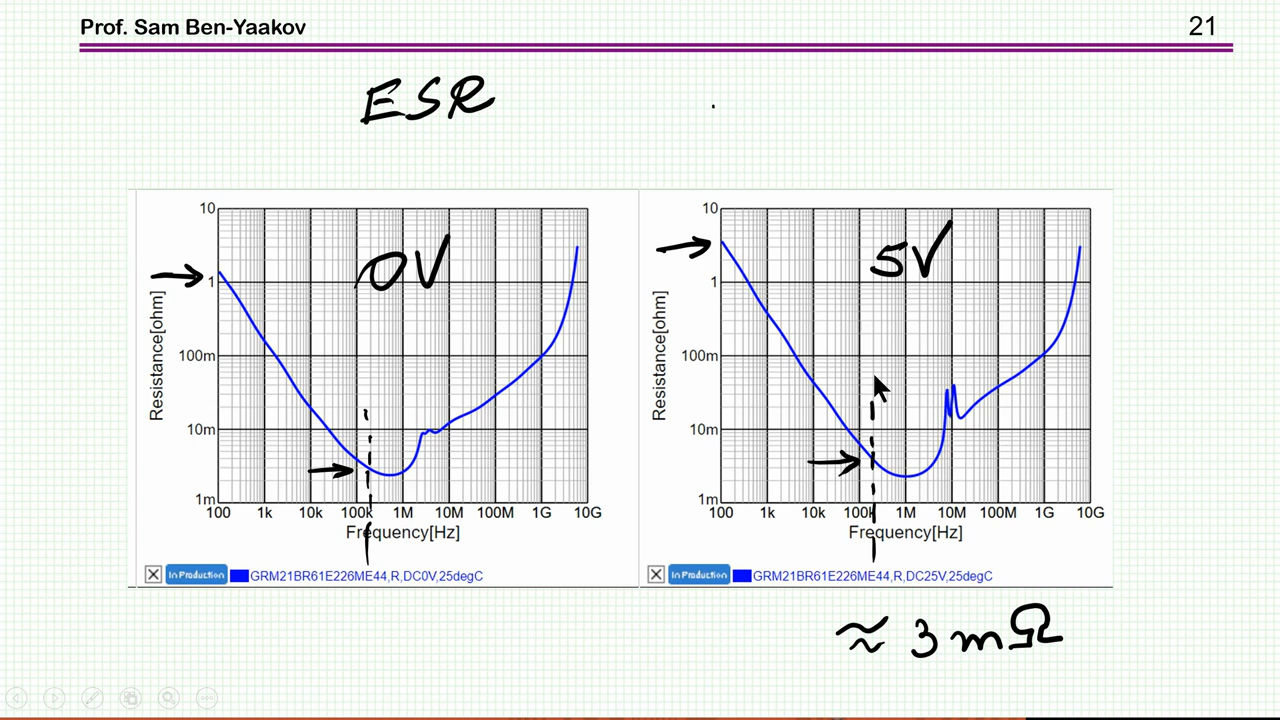 Prof. Sam Ben-Yaakov
21
ESR
10
1
100m
10m
1m
Resistance[ohm]
0V
100 1k 10k 100k 1M 10M 100M 1G 10G
Frequency[Hz]
In Production GRM21BR61E226ME44,R,DC0V,25degC
10
1
100m
10m
1m
Resistance[ohm]
5V
100 1k 10k 100k 1M 10M 100M 1G 10G
Frequency[Hz]
In Production GRM21BR61E226ME44,R,DC25V,25degC
≈ 3 mΩ